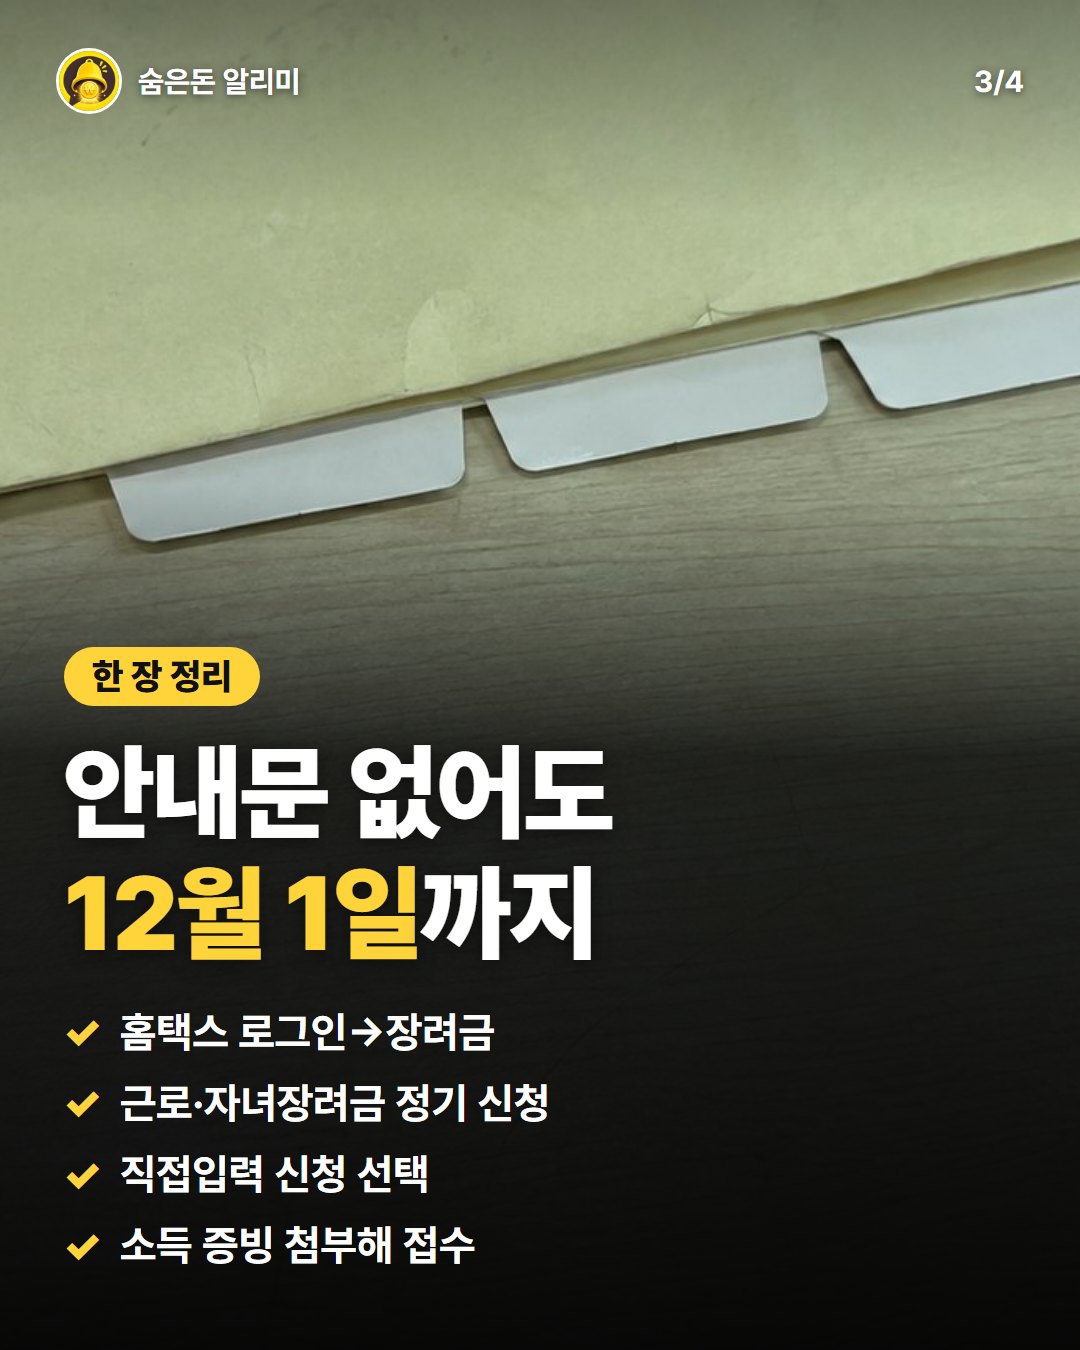 숨은돈 알리미
3/4
한 장 정리
안내문 없어도
12월 1일까지
홈택스 로그인→장려금
근로·자녀장려금 정기 신청
직접입력 신청 선택
소득 증빙 첨부해 접수